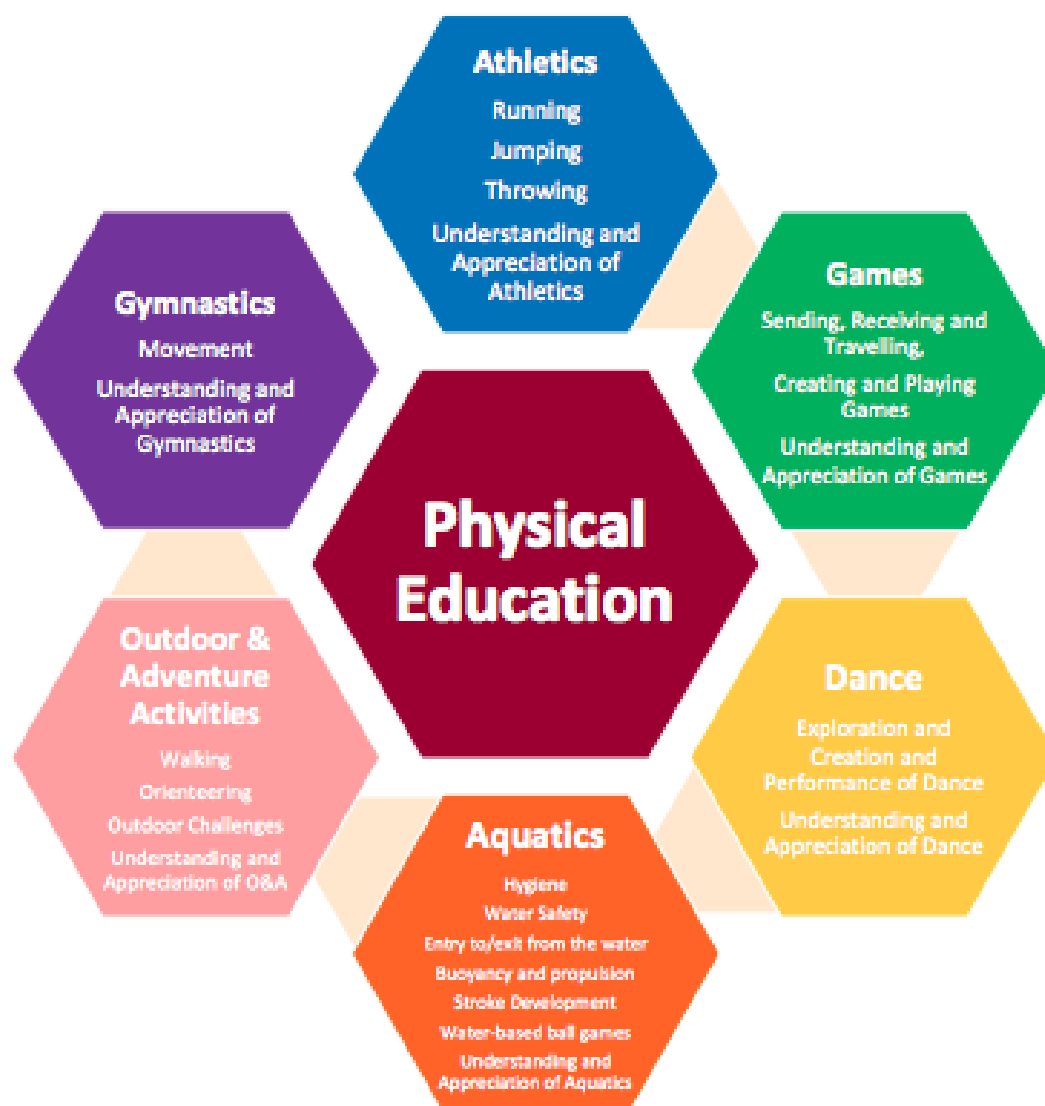 Athletics
Running
Jumping
Throwing
Understanding and
Appreciation of
Athletics
Games
Sending, Receiving and
Travelling,
Creating and Playing
Games
Understanding and
Appreciation of Games
Gymnastics
Movement
Understanding and
Appreciation of
Gymnastics
Physical
Education
Outdoor &
Adventure
Activities
Walking
Orienteering
Outdoor Challenges
Understanding and
Appreciation of O&A
Dance
Exploration and
Creation and
Performance of Dance
Understanding and
Appreciation of Dance
Aquatics
Hygiene
Water Safety
Entry to/exit from the water
Buoyancy and propulsion
Stroke Development
Water-based ball games
Understanding and
Appreciation of Aquatics